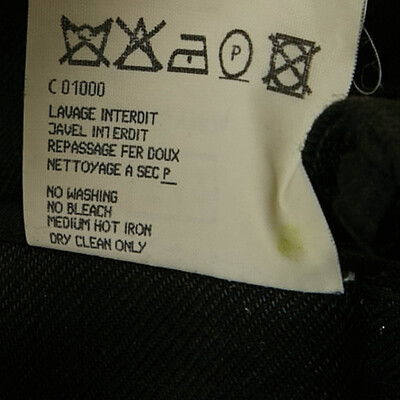 P
C 01000
LAVAGE INTERDIT
JAVEL INTERDIT
REPASSAGE FER DOUX
NETTOYAGE A SEC P
NO WASHING
NO BLEACH
MEDIUM HOT IRON
DRY CLEAN ONLY